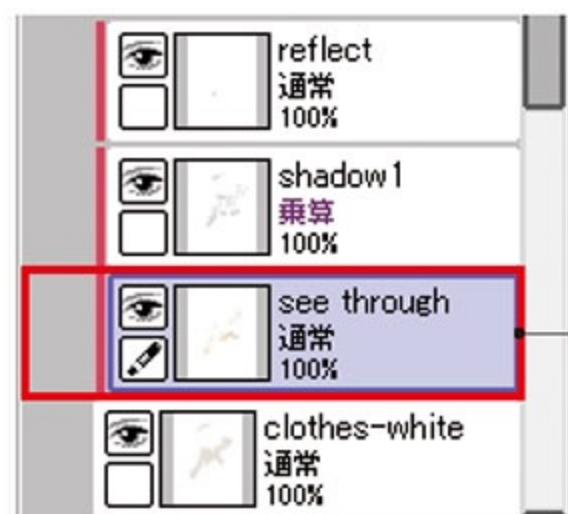 reflect
通常
100%
shadow1
乗算
100%
see through
通常
100%
clothes-white
通常
100%